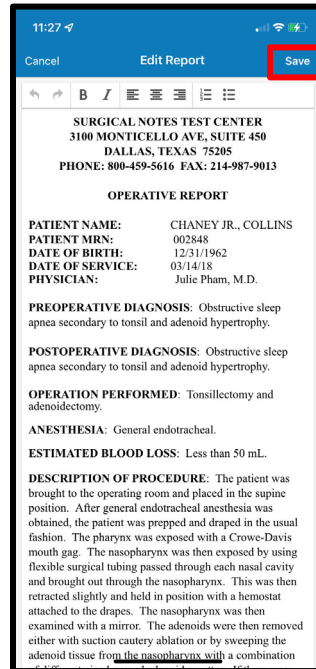 11:27
Cancel Edit Report Save
B I
SURGICAL NOTES TEST CENTER
3100 MONTICELLO AVE, SUITE 450
DALLAS, TEXAS 75205
PHONE: 800-459-5616 FAX: 214-987-9013
OPERATIVE REPORT
PATIENT NAME: CHANEY JR., COLLINS
PATIENT MRN: 002848
DATE OF BIRTH: 12/31/1962
DATE OF SERVICE: 03/14/18
PHYSICIAN: Julie Pham, M.D.
PREOPERATIVE DIAGNOSIS: Obstructive sleep
apnea secondary to tonsil and adenoid hypertrophy.
POSTOPERATIVE DIAGNOSIS: Obstructive sleep
apnea secondary to tonsil and adenoid hypertrophy.
OPERATION PERFORMED: Tonsillectomy and
adenoidectomy.
ANESTHESIA: General endotracheal.
ESTIMATED BLOOD LOSS: Less than 50 mL.
DESCRIPTION OF PROCEDURE: The patient was
brought to the operating room and placed in the supine
position. After general endotracheal anesthesia was
obtained, the patient was prepped and draped in the usual
fashion. The pharynx was exposed with a Crowe-Davis
mouth gag. The nasopharynx was then exposed by using
flexible surgical tubing passed through each nasal cavity
and brought out through the nasopharynx. This was then
retracted slightly and held in position with a hemostat
attached to the drapes. The nasopharynx was then
examined with a mirror. The adenoids were then removed
either with suction cautery ablation or by sweeping the
adenoid tissue from the nasopharynx with a combination